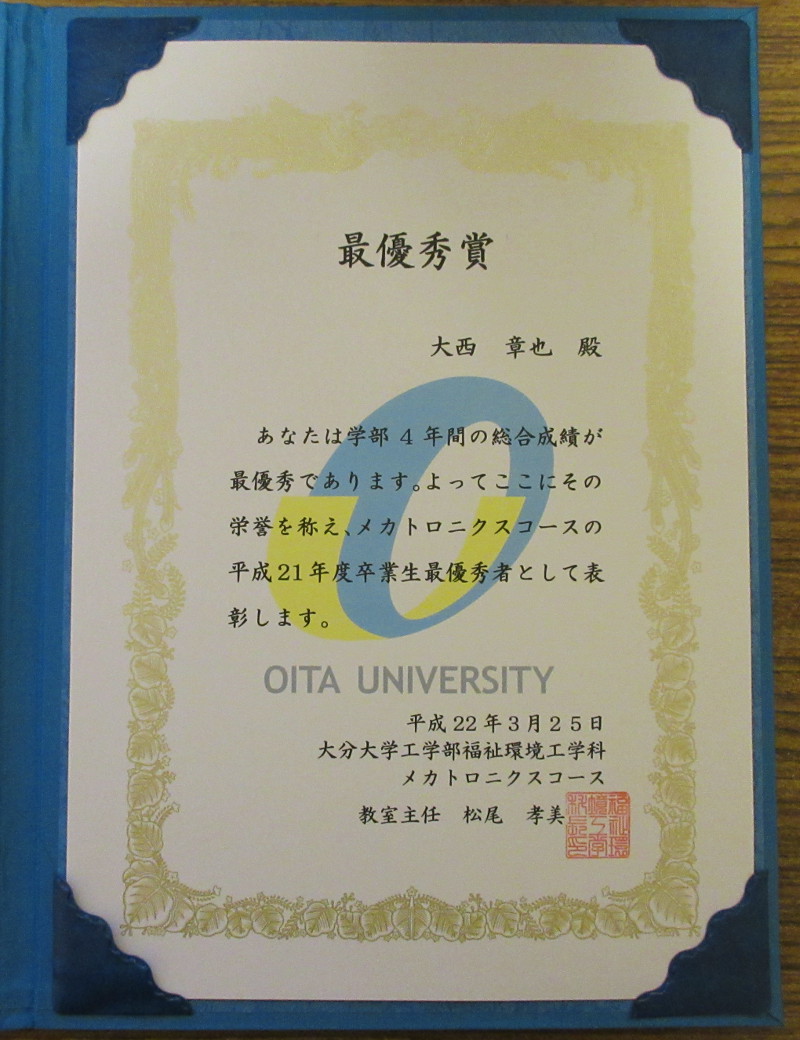 最優秀賞
大西　章也　殿
あなたは学部４年間の総合成績が
最優秀であります。よってここにその
栄誉を称え、メカトロニクスコースの
平成21年度卒業生最優秀者として表
彰します。
OITA UNIVERSITY
平成22年3月25日
大分大学工学部福祉環境工学科
メカトロニクスコース
教室主任　松尾　孝美